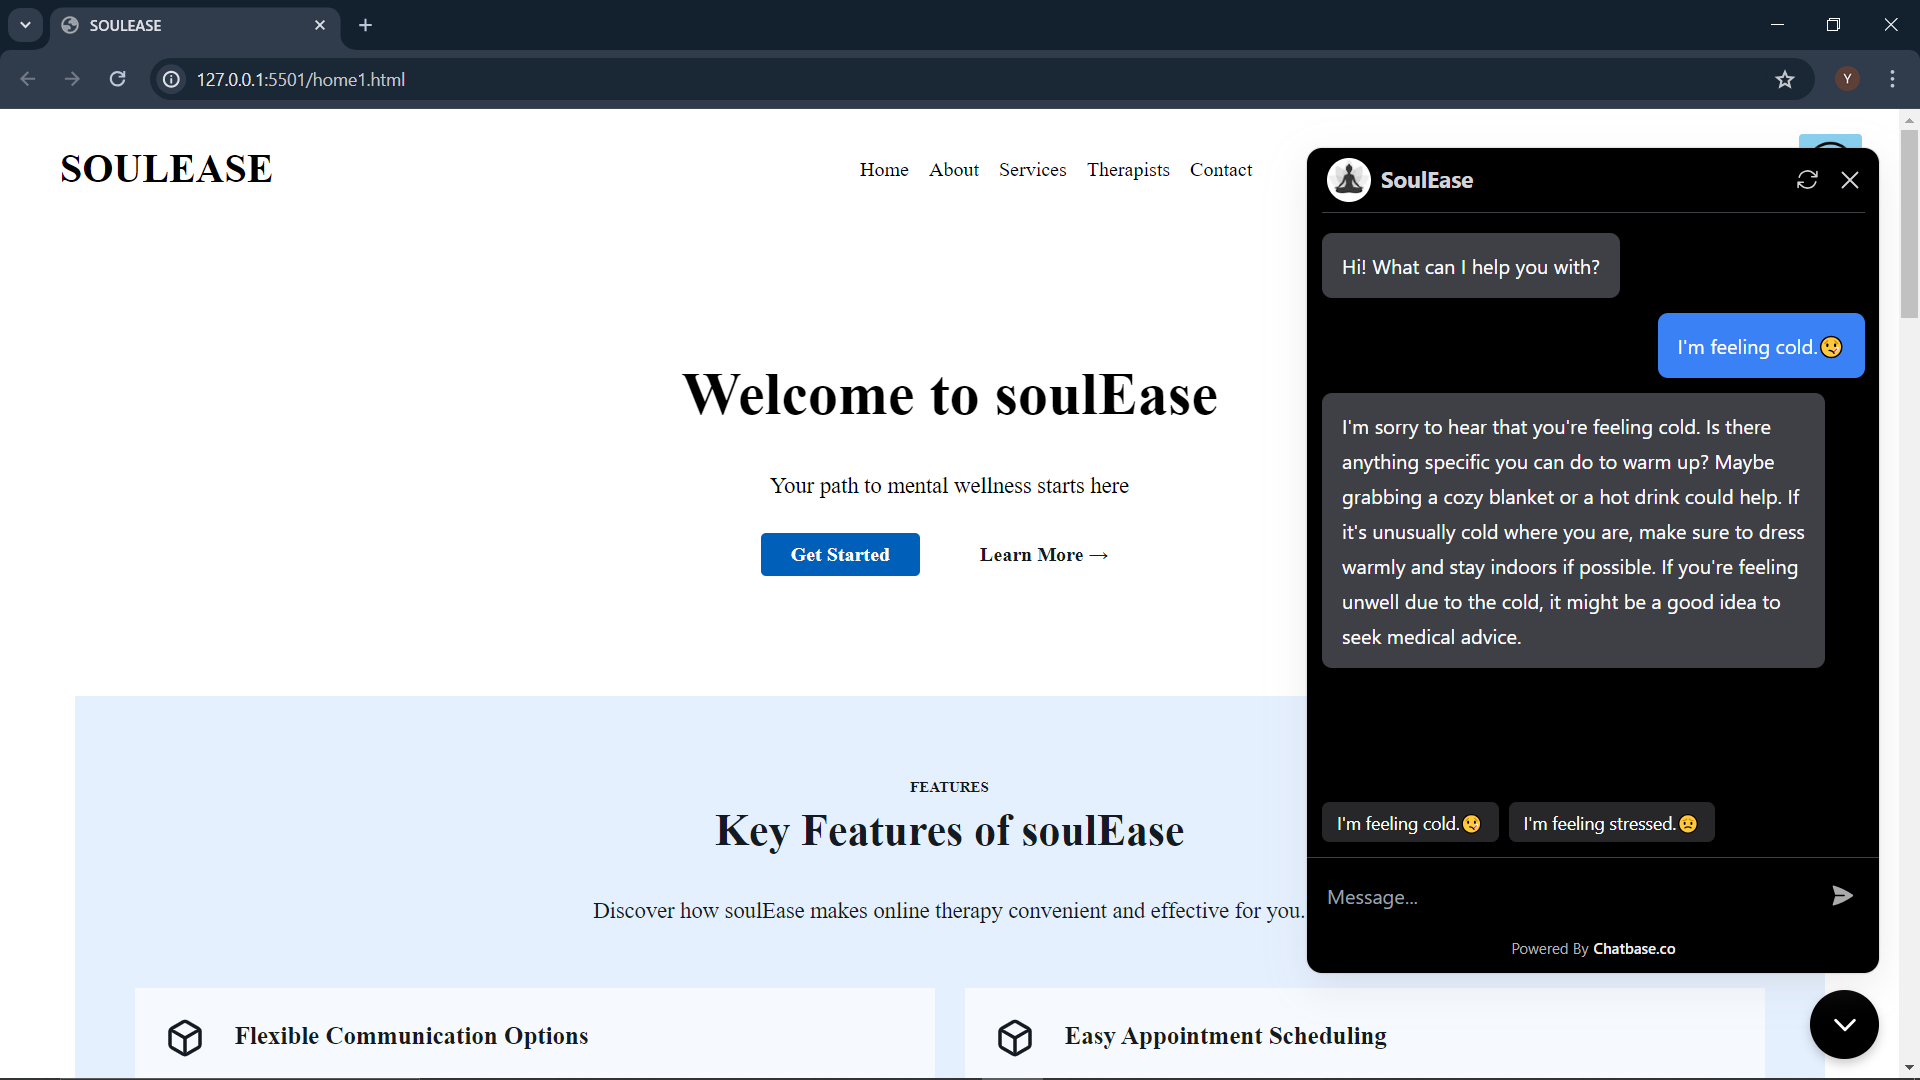 SOULEASE
127.0.0.1:5501/home1.html
Y
SOULEASE
Home About Services Therapists Contact
Welcome to soulEase
Your path to mental wellness starts here
Get Started
Learn More →
FEATURES
Key Features of soulEase
Discover how soulEase makes online therapy convenient and effective for you.
Flexible Communication Options
Easy Appointment Scheduling
SoulEase
Hi! What can I help you with?
I'm feeling cold.🤒
I'm sorry to hear that you're feeling cold. Is there
anything specific you can do to warm up? Maybe
grabbing a cozy blanket or a hot drink could help. If
it's unusually cold where you are, make sure to dress
warmly and stay indoors if possible. If you're feeling
unwell due to the cold, it might be a good idea to
seek medical advice.
I'm feeling cold.🤒
I'm feeling stressed.😟
Message...
Powered By Chatbase.co